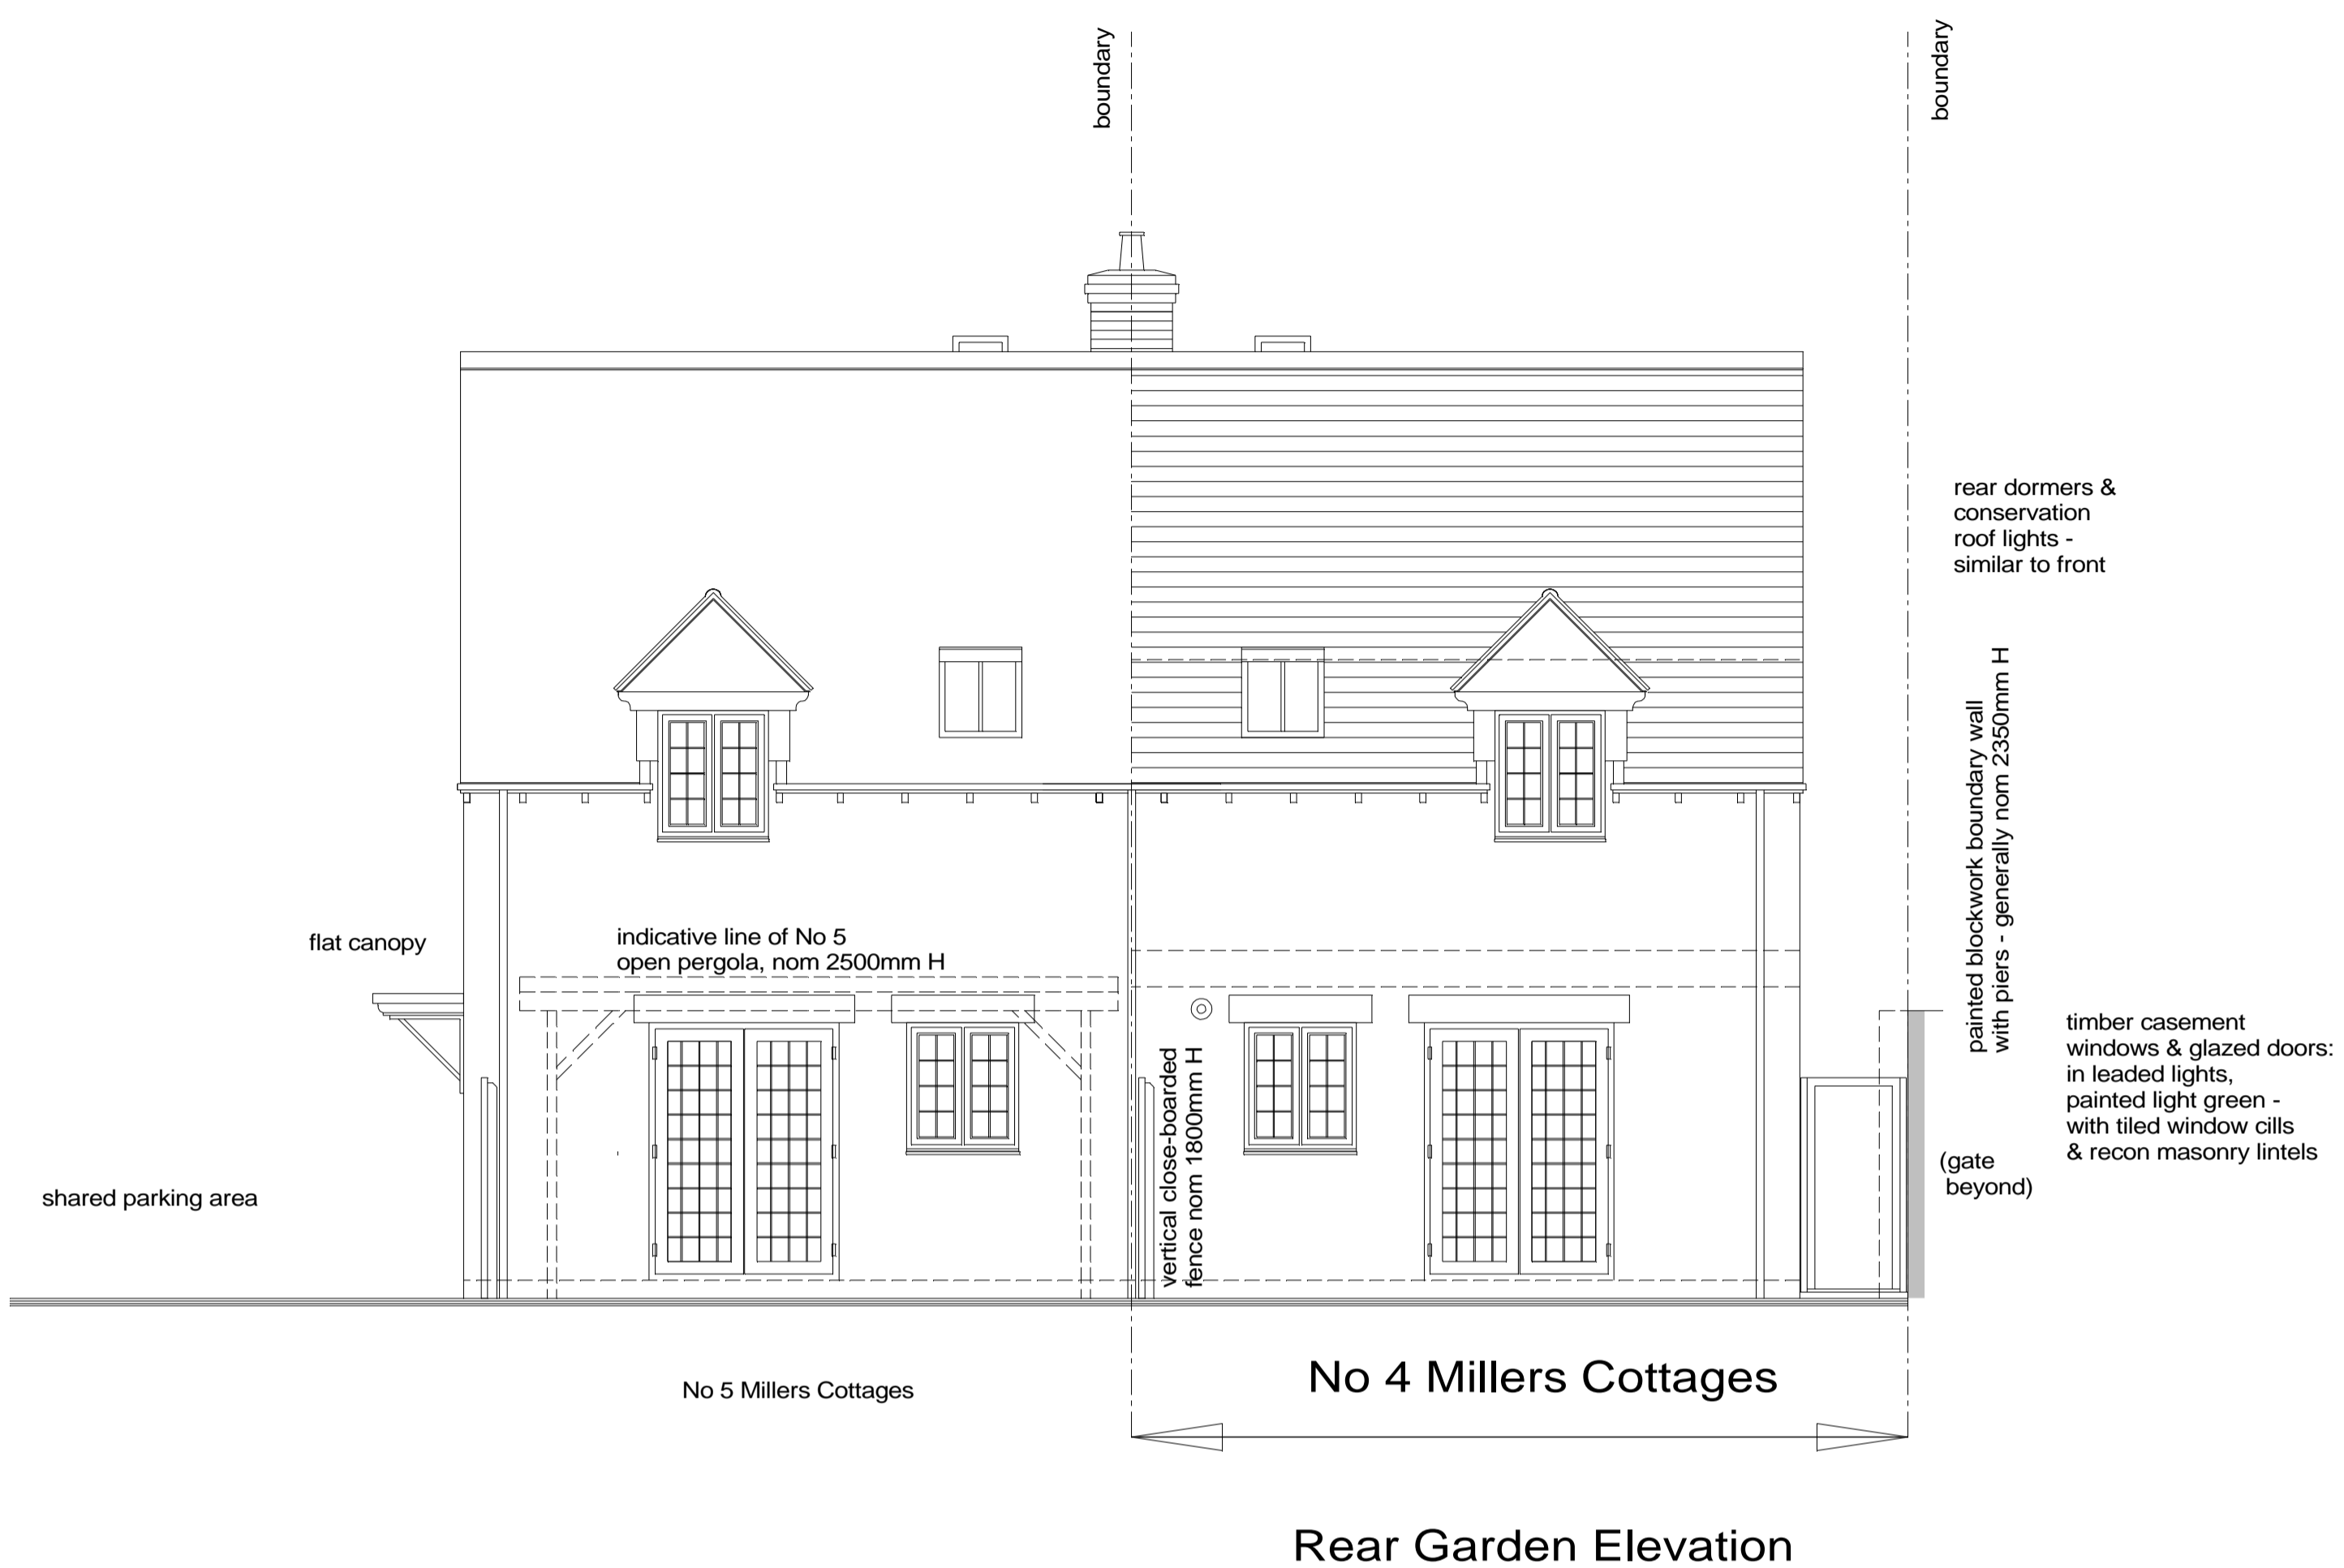 boundary
boundary
rear dormers &
conservation
roof lights -
similar to front
painted blockwork boundary wall
with piers - generally nom 2350mm H
flat canopy
indicative line of No 5
open pergola, nom 2500mm H
vertical close-boarded
fence nom 1800mm H
timber casement
windows & glazed doors:
in leaded lights,
painted light green -
with tiled window cills
& recon masonry lintels
(gate
beyond)
shared parking area
No 5 Millers Cottages
No 4 Millers Cottages
Rear Garden Elevation